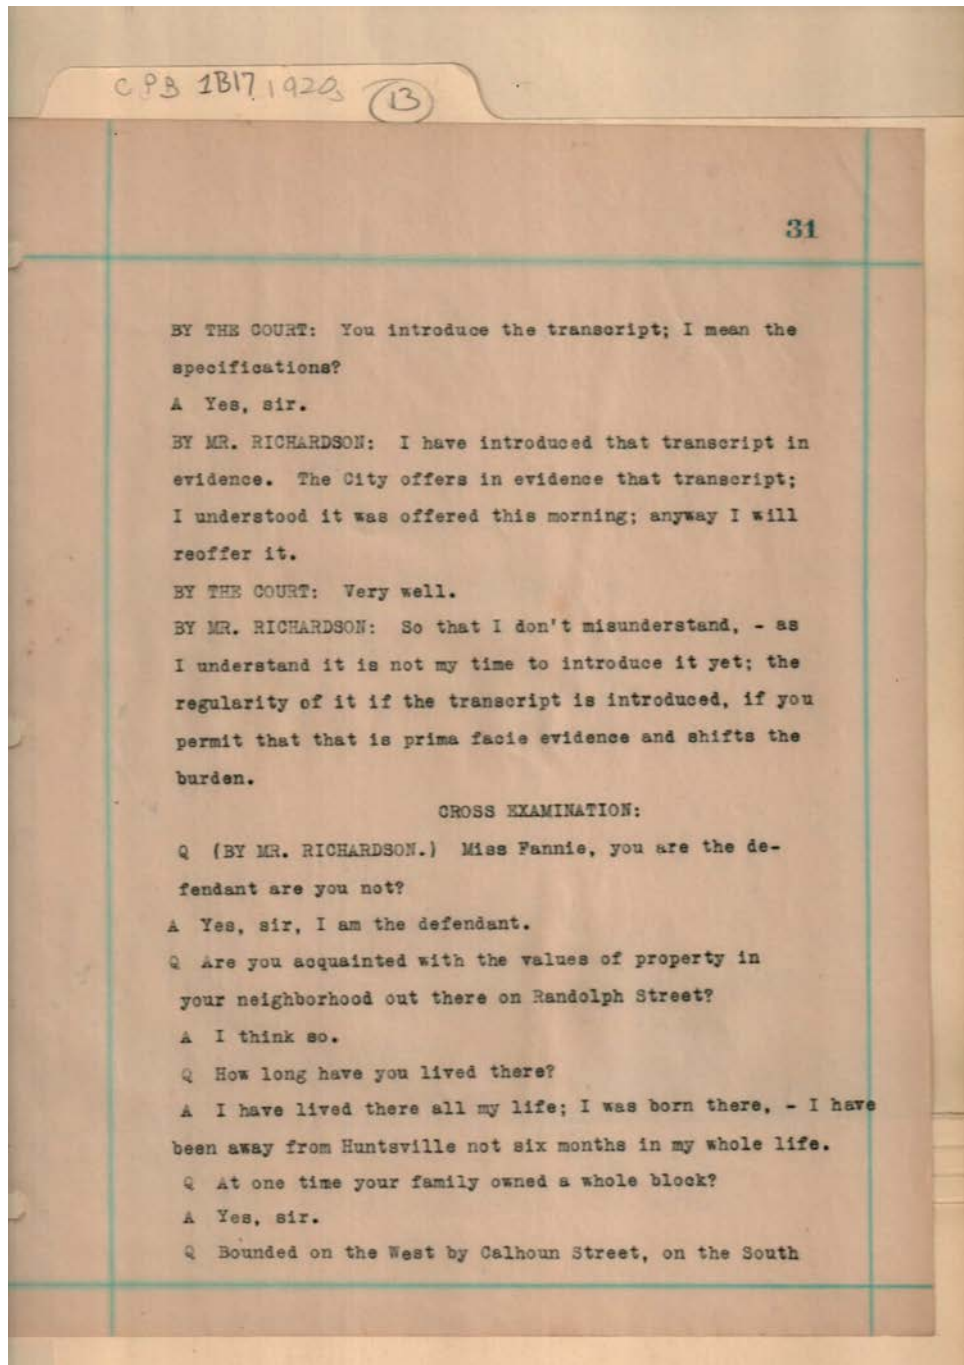 CPB 1B17 1920s 13
31
BY THE COURT: You introduce the transcript; I mean the
specifications?
A Yes, sir.
BY MR. RICHARDSON: I have introduced that transcript in
evidence. The City offers in evidence that transcript;
I understood it was offered this morning; anyway I will
reoffer it.
BY THE COURT: Very well.
BY MR. RICHARDSON: So that I don't misunderstand, - as
I understand it is not my time to introduce it yet; the
regularity of it if the transcript is introduced, if you
permit that that is prima facie evidence and shifts the
burden.
CROSS EXAMINATION:
Q (BY MR. RICHARDSON.) Miss Fannie, you are the de-
fendant are you not?
A Yes, sir, I am the defendant.
Q Are you acquainted with the values of property in
your neighborhood out there on Randolph Street?
A I think so.
Q How long have you lived there?
A I have lived there all my life; I was born there, - I have
been away from Huntsville not six months in my whole life.
Q At one time your family owned a whole block?
A Yes, sir.
Q Bounded on the West by Calhoun Street, on the South